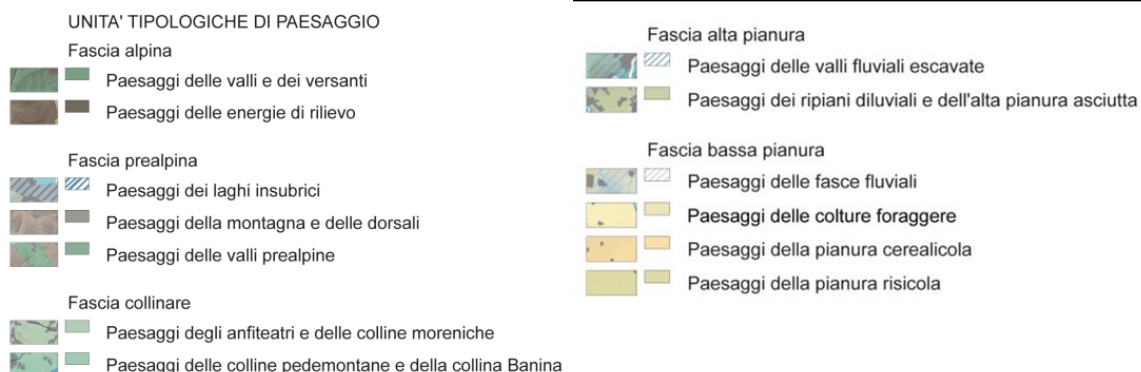 UNITA' TIPOLOGICHE DI PAESAGGIO
Fascia alpina
Paesaggi delle valli e dei versanti
Paesaggi delle energie di rilievo
Fascia prealpina
Paesaggi dei laghi insubrici
Paesaggi della montagna e delle dorsali
Paesaggi delle valli prealpine
Fascia collinare
Paesaggi degli anfiteatri e delle colline moreniche
Paesaggi delle colline pedemontane e della collina Banina
Fascia alta pianura
Paesaggi delle valli fluviali escavate
Paesaggi dei ripiani diluviali e dell'alta pianura asciutta
Fascia bassa pianura
Paesaggi delle fasce fluviali
Paesaggi delle colture foraggere
Paesaggi della pianura cerealicola
Paesaggi della pianura risicola